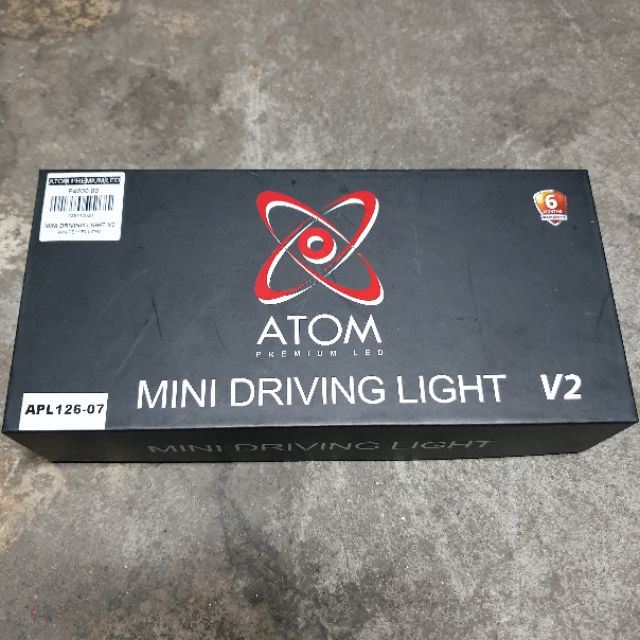 ATOM PREMIUM LED
MINI DRIVING LIGHT V2
6
MONTHS
ATOM
PREMIUM LED
MINI DRIVING LIGHT V2
APL126-07
MINI DRIVING LIGHT